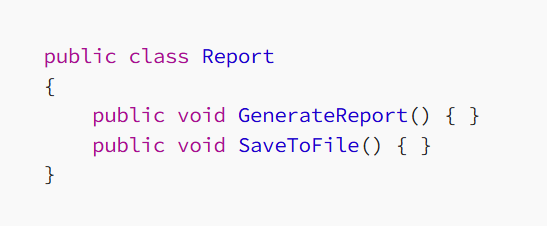 public class Report
{
    public void GenerateReport() { }
    public void SaveToFile() { }
}